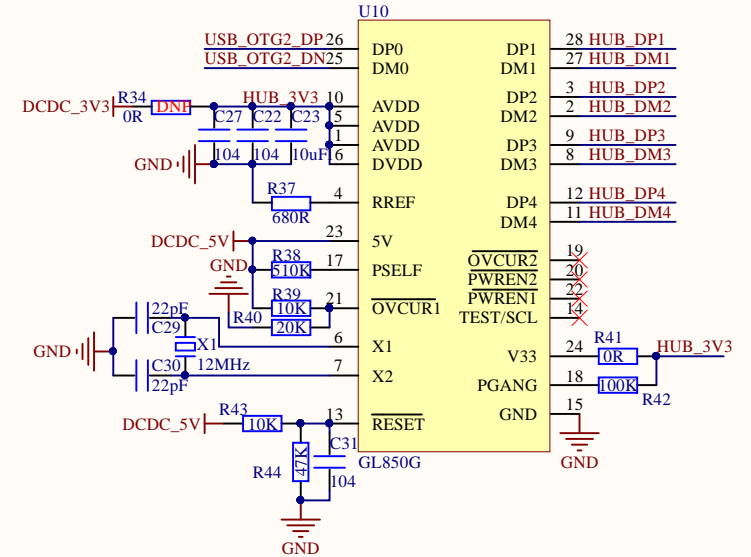 U10
USB_OTG2_DP 26 DP0 DP1 28 HUB_DP1
USB_OTG2_DN 25 DM0 DM1 27 HUB_DM1
DP2 3 HUB_DP2
DCDC_3V3 R34 DNP 0R HUB_3V3 10 AVDD DM2 2 HUB_DM2
C27 C22 C23 5 AVDD
1 AVDD DP3 9 HUB_DP3
104 104 10uF 16 DVDD DM3 8 HUB_DM3
GND
R37 680R 4 RREF DP4 12 HUB_DP4
DM4 11 HUB_DM4
DCDC_5V 23 5V
OVCUR2 19
GND R38 510K 17 PSELF PWREN2 20
R39 10K 21 OVCUR1 PWREN1 22
R40 20K TEST/SCL 14
22pF C29
X1 12MHz 6 X1
GND V33 24 R41 0R HUB_3V3
C30 22pF 7 X2
PGANG 18 100K R42
DCDC_5V R43 10K 13 RESET GND 15
R44 47K C31 104
GL850G GND
GND